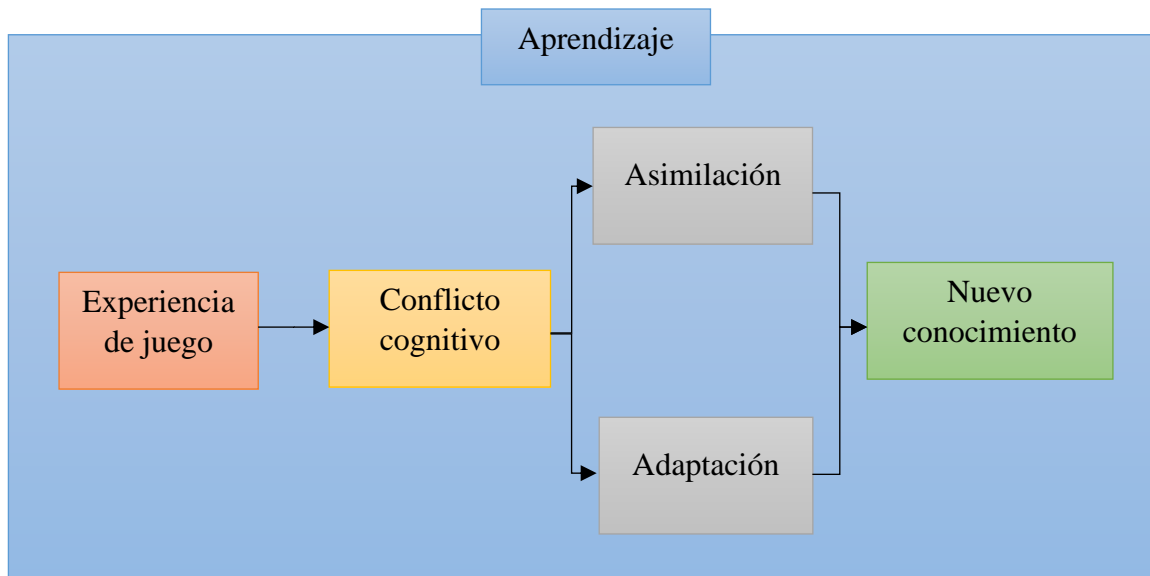 Aprendizaje
Experiencia
de juego
Conflicto
cognitivo
Asimilación
Adaptación
Nuevo
conocimiento